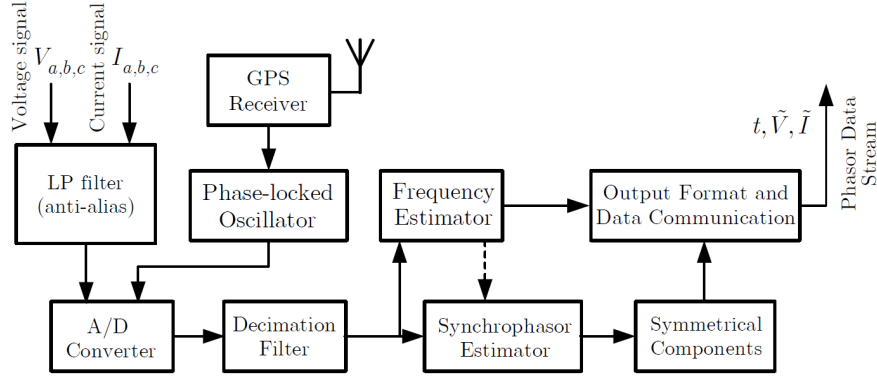 Voltage signal
V_{a,b,c}
Current signal
I_{a,b,c}
GPS
Receiver
LP filter
(anti-alias)
Phase-locked
Oscillator
Frequency
Estimator
Output Format and
Data Communication
t, Ṽ, Ĩ
Phasor Data
Stream
A/D
Converter
Decimation
Filter
Synchrophasor
Estimator
Symmetrical
Components